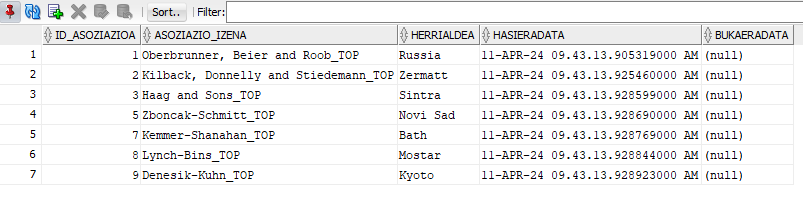 Sort.. Filter:
ID_ASOZIAZIOA ASOZIAZIO_IZENA HERRIALDEA HASIERADATA BUKAERADATA
1 1 Oberbrunner, Beier and Roob_TOP Russia 11-APR-24 09.43.13.905319000 AM (null)
2 2 Kilback, Donnelly and Stiedemann_TOP Zermatt 11-APR-24 09.43.13.925460000 AM (null)
3 3 Haag and Sons_TOP Sintra 11-APR-24 09.43.13.928599000 AM (null)
4 5 Zboncak-Schmitt_TOP Novi Sad 11-APR-24 09.43.13.928690000 AM (null)
5 7 Kemmer-Shanahan_TOP Bath 11-APR-24 09.43.13.928769000 AM (null)
6 8 Lynch-Bins_TOP Mostar 11-APR-24 09.43.13.928844000 AM (null)
7 9 Denesik-Kuhn_TOP Kyoto 11-APR-24 09.43.13.928923000 AM (null)